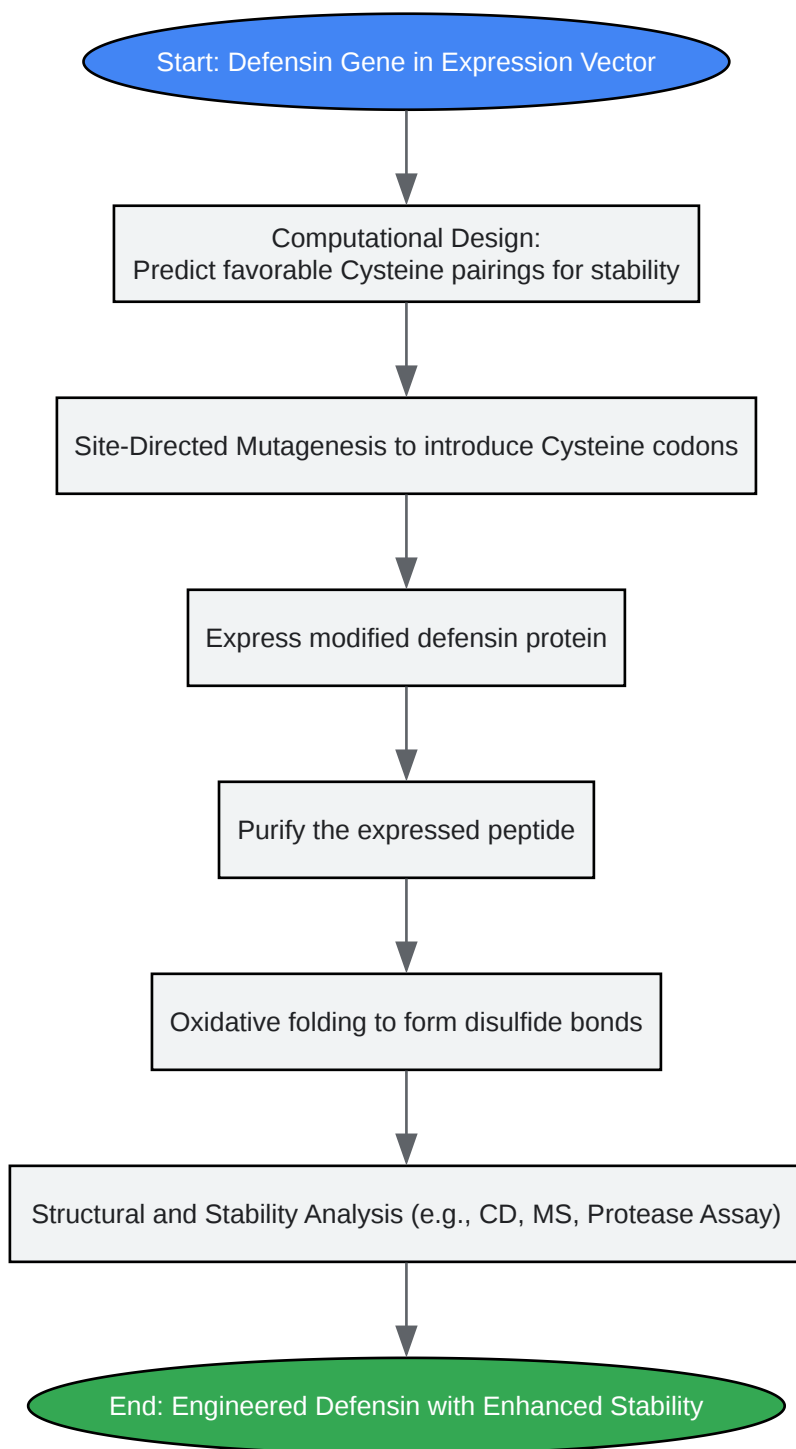 Start: Defensin Gene in Expression Vector
Computational Design:
Predict favorable Cysteine pairings for stability
Site-Directed Mutagenesis to introduce Cysteine codons
Express modified defensin protein
Purify the expressed peptide
Oxidative folding to form disulfide bonds
Structural and Stability Analysis (e.g., CD, MS, Protease Assay)
End: Engineered Defensin with Enhanced Stability